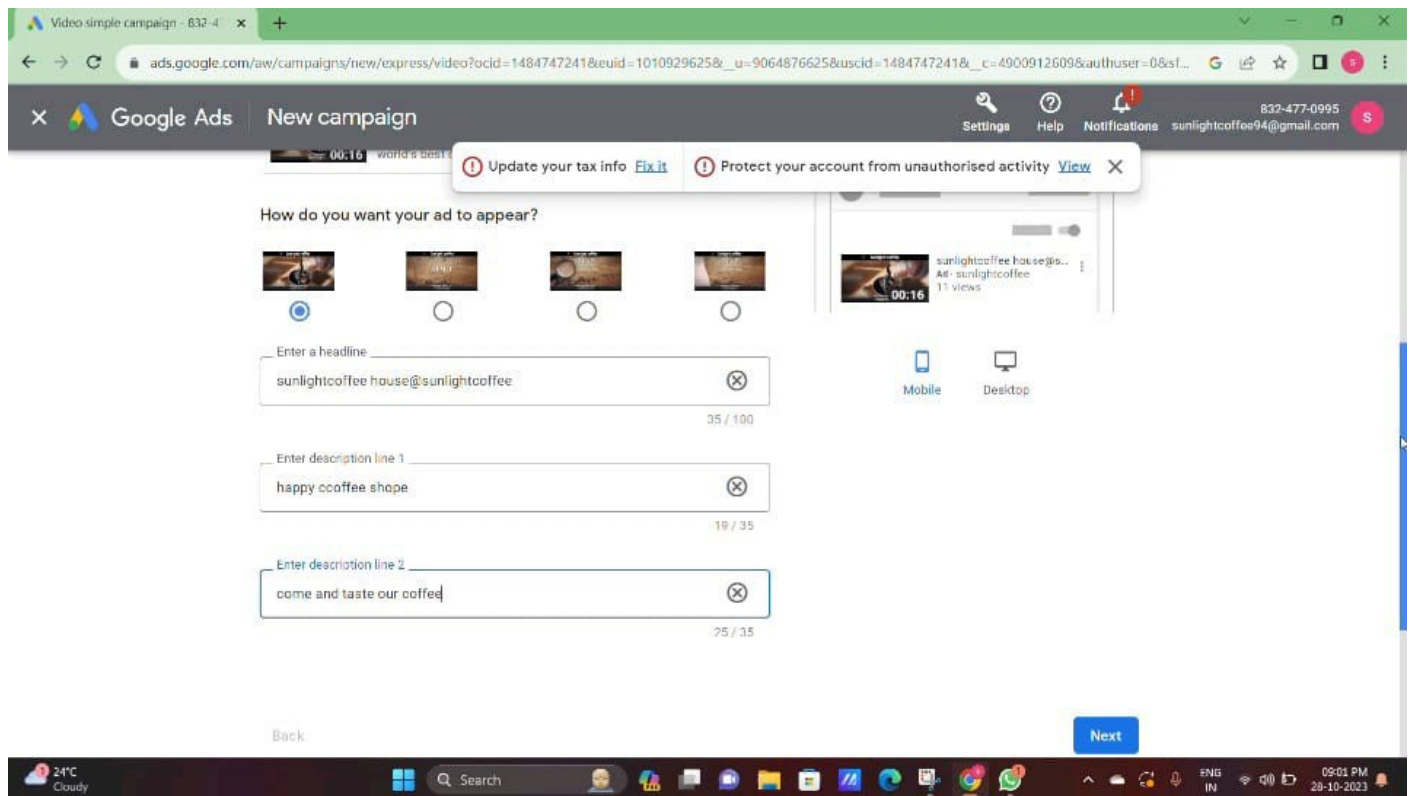 Video simple campaign - 832-4
ads.google.com/aw/campaigns/new/express/video?ocid=1484747241&euid=1010929625&__u=9064876625&uscid=1484747241&__c=4900912609&authuser=0&sf...
Google Ads
New campaign
Settings
Help
Notifications
832-477-0995
sunlightcoffee94@gmail.com
S
00:16
world's best
Update your tax info Fix it
Protect your account from unauthorised activity View
How do you want your ad to appear?
sunlightcoffee house@s...
Ad · sunlightcoffee
11 views
00:16
Enter a headline
sunlightcoffee house@sunlightcoffee
35 / 100
Mobile
Desktop
Enter description line 1
happy ccoffee shope
19 / 35
Enter description line 2
come and taste our coffee
25 / 35
Back
Next
24°C
Cloudy
Search
ENG
IN
09:01 PM
28-10-2023